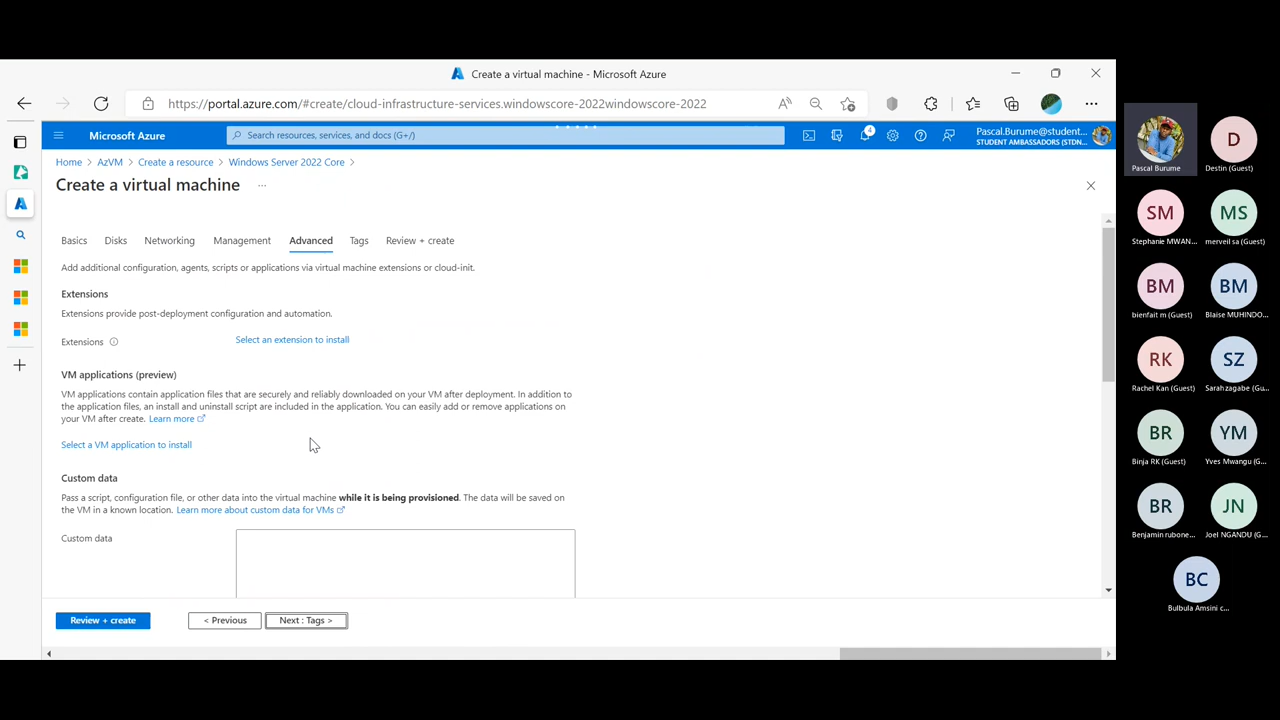 Create a virtual machine - Microsoft Azure
https://portal.azure.com/#create/cloud-infrastructure-services.windowscore-2022windowscore-2022
Microsoft Azure
Search resources, services, and docs (G+/)
4
Pascal.Burume@student...
STUDENT AMBASSADORS (STDN...
Home > AzVM > Create a resource > Windows Server 2022 Core >
Create a virtual machine ...
Basics Disks Networking Management Advanced Tags Review + create
Add additional configuration, agents, scripts or applications via virtual machine extensions or cloud-init.
Extensions
Extensions provide post-deployment configuration and automation.
Extensions
Select an extension to install
VM applications (preview)
VM applications contain application files that are securely and reliably downloaded on your VM after deployment. In addition to
the application files, an install and uninstall script are included in the application. You can easily add or remove applications on
your VM after create. Learn more
Select a VM application to install
Custom data
Pass a script, configuration file, or other data into the virtual machine while it is being provisioned. The data will be saved on
the VM in a known location. Learn more about custom data for VMs
Custom data
Review + create
< Previous
Next : Tags >
Pascal Burume
D
Destin (Guest)
SM
Stephanie MWAN...
MS
merveil sa (Guest)
BM
bienfait m (Guest)
BM
Blaise MUHINDO...
RK
Rachel Kan (Guest)
SZ
Sarah zagabe (Gu...
BR
Binja RK (Guest)
YM
Yves Mwangu (G...
BR
Benjamin rubone...
JN
Joel NGANDU (G...
BC
Bulbula Amsini c...